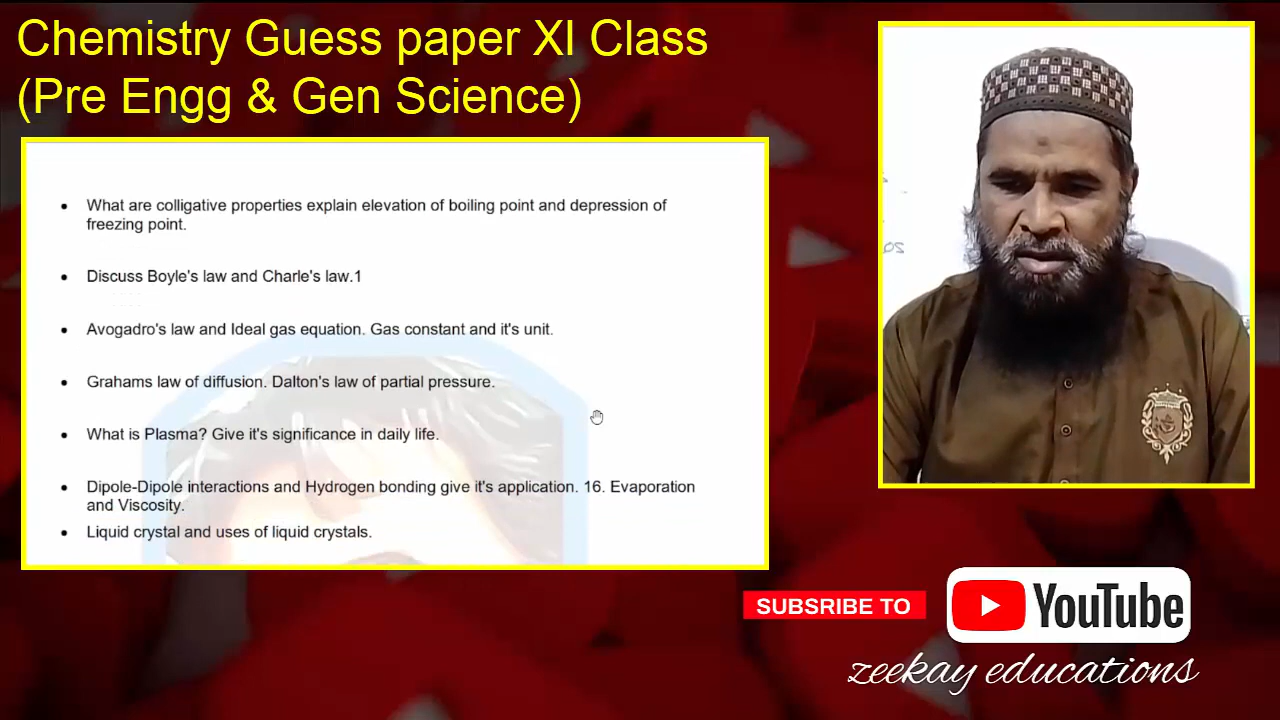 Chemistry Guess paper XI Class
(Pre Engg & Gen Science)
• What are colligative properties explain elevation of boiling point and depression of
freezing point.
• Discuss Boyle's law and Charle's law.1
• Avogadro's law and Ideal gas equation. Gas constant and it's unit.
• Grahams law of diffusion. Dalton's law of partial pressure.
• What is Plasma? Give it's significance in daily life.
• Dipole-Dipole interactions and Hydrogen bonding give it's application. 16. Evaporation
and Viscosity.
• Liquid crystal and uses of liquid crystals.
SUBSRIBE TO
YouTube
zeekay educations